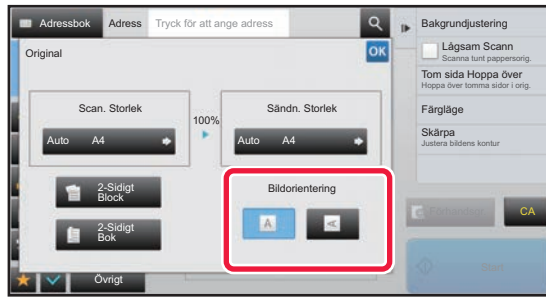 Adressbok
Adress
Tryck för att ange adress
Original
OK
Scan. Storlek
Auto A4
100%
Sändn. Storlek
Auto A4
2-Sidigt
Block
2-Sidigt
Bok
Bildorientering
A
A
Övrigt
Bakgrundjustering
Lågsam Scann
Scanna tunt pappersorig.
Tom sida Hoppa över
Hoppa över tomma sidor i orig.
Färgläge
Skärpa
Justera bildens kontur
CA
Start